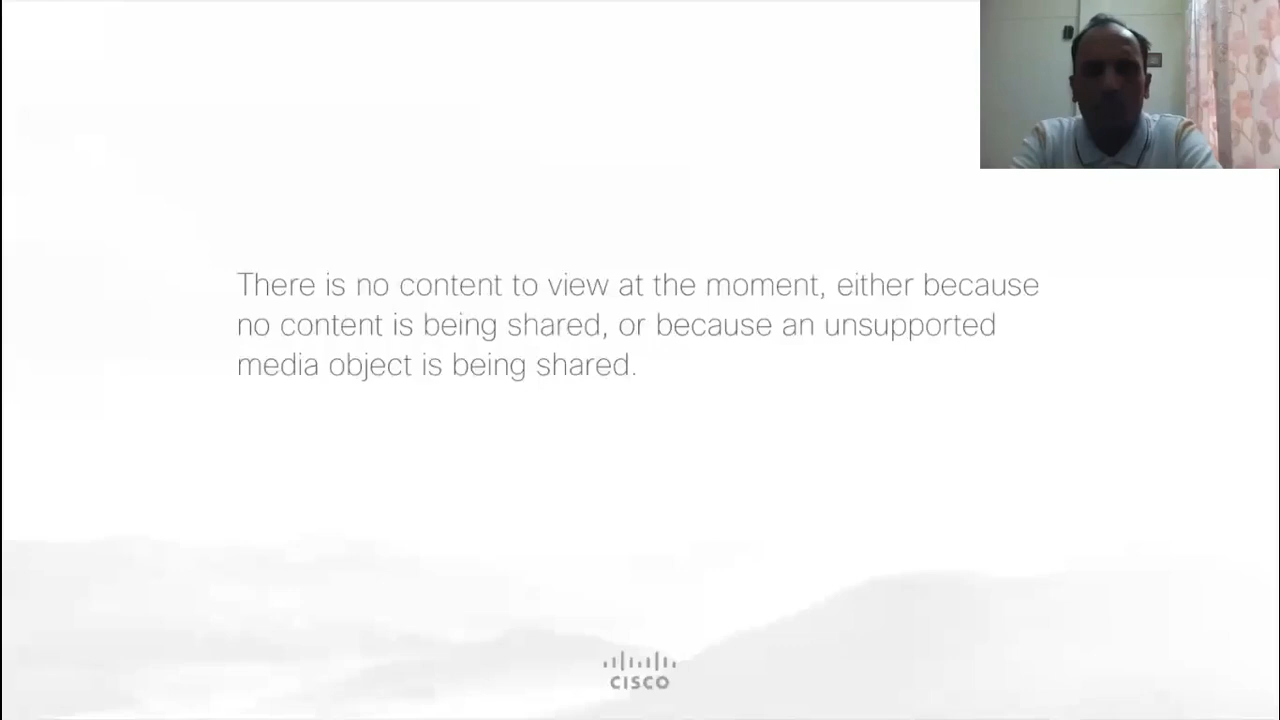 There is no content to view at the moment, either because
no content is being shared, or because an unsupported
media object is being shared.
CISCO